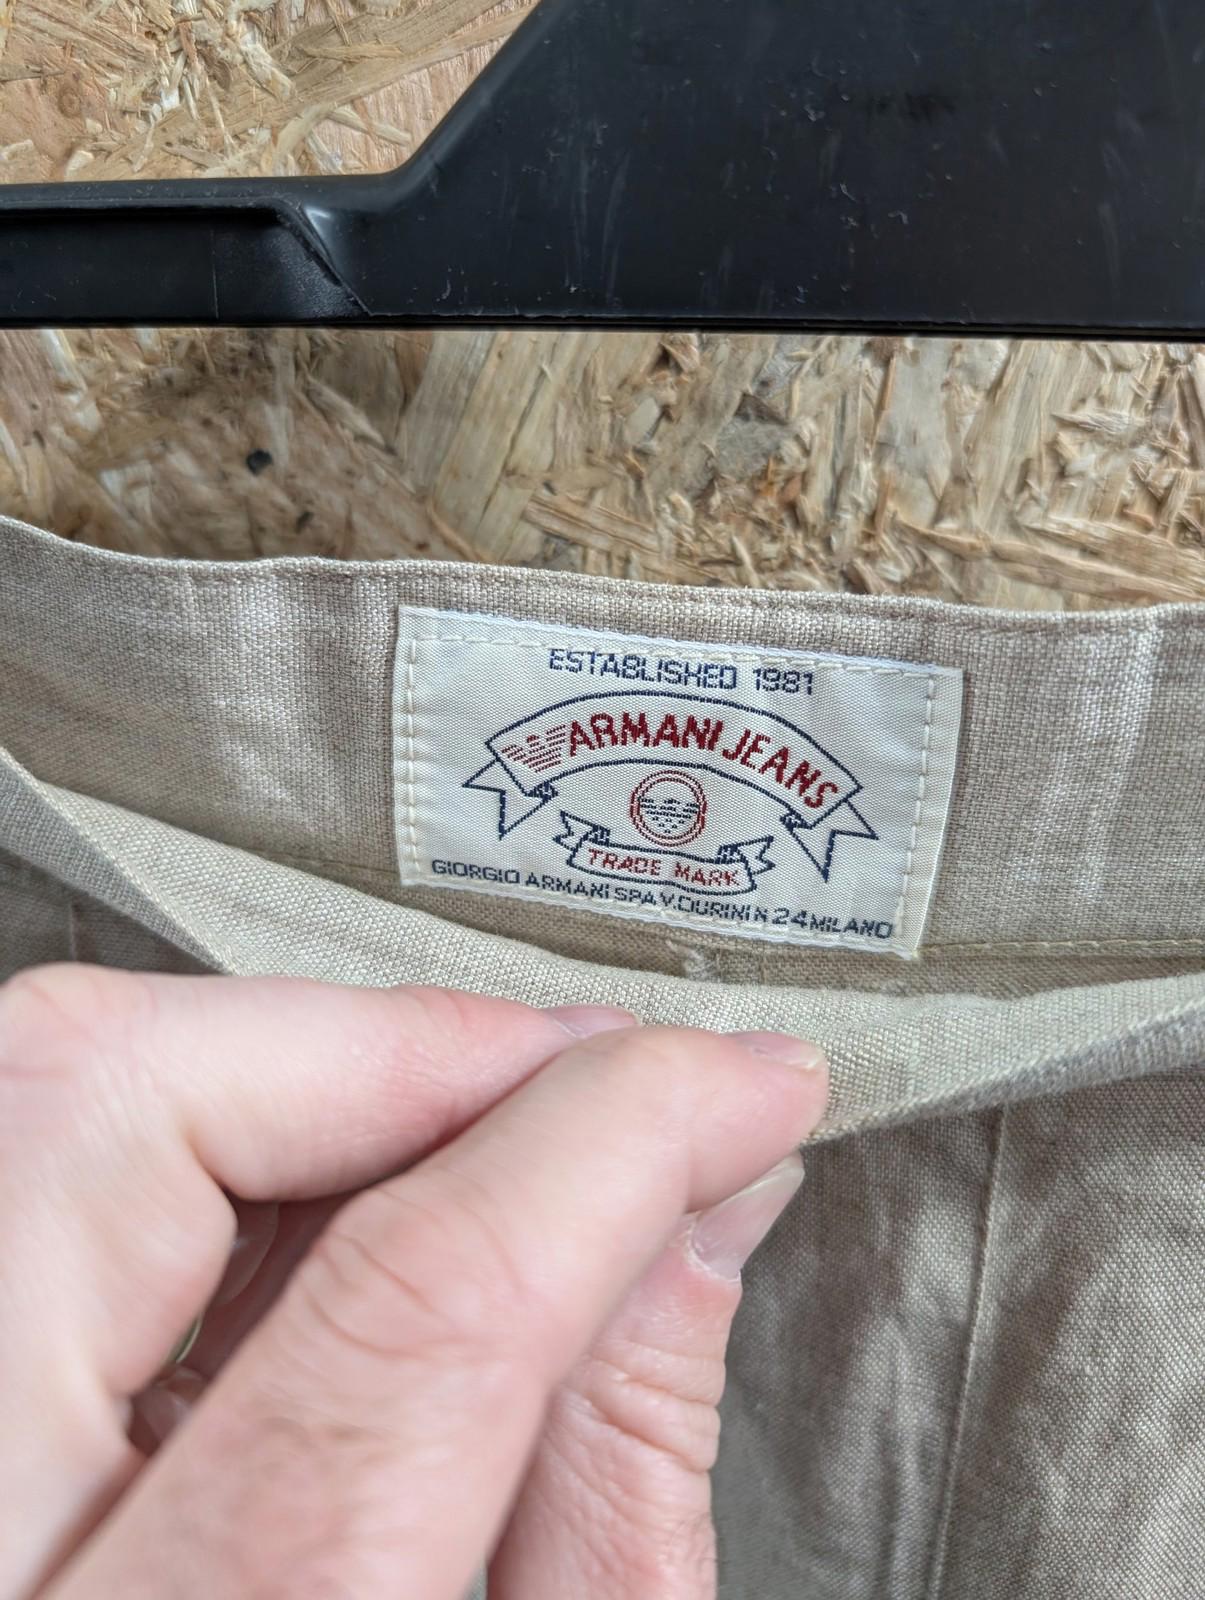 ESTABLISHED 1981
ARMANI JEANS
TRADE MARK
GIORGIO ARMANI SPA V.DURINI N 24 MILANO